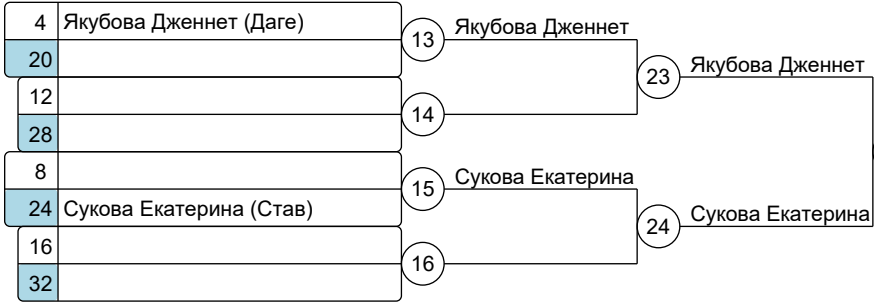 4 Якубова Дженнет (Даге)
20
12
28
8
24 Сукова Екатерина (Став)
16
32
13 Якубова Дженнет
14
15 Сукова Екатерина
16
23 Якубова Дженнет
24 Сукова Екатерина